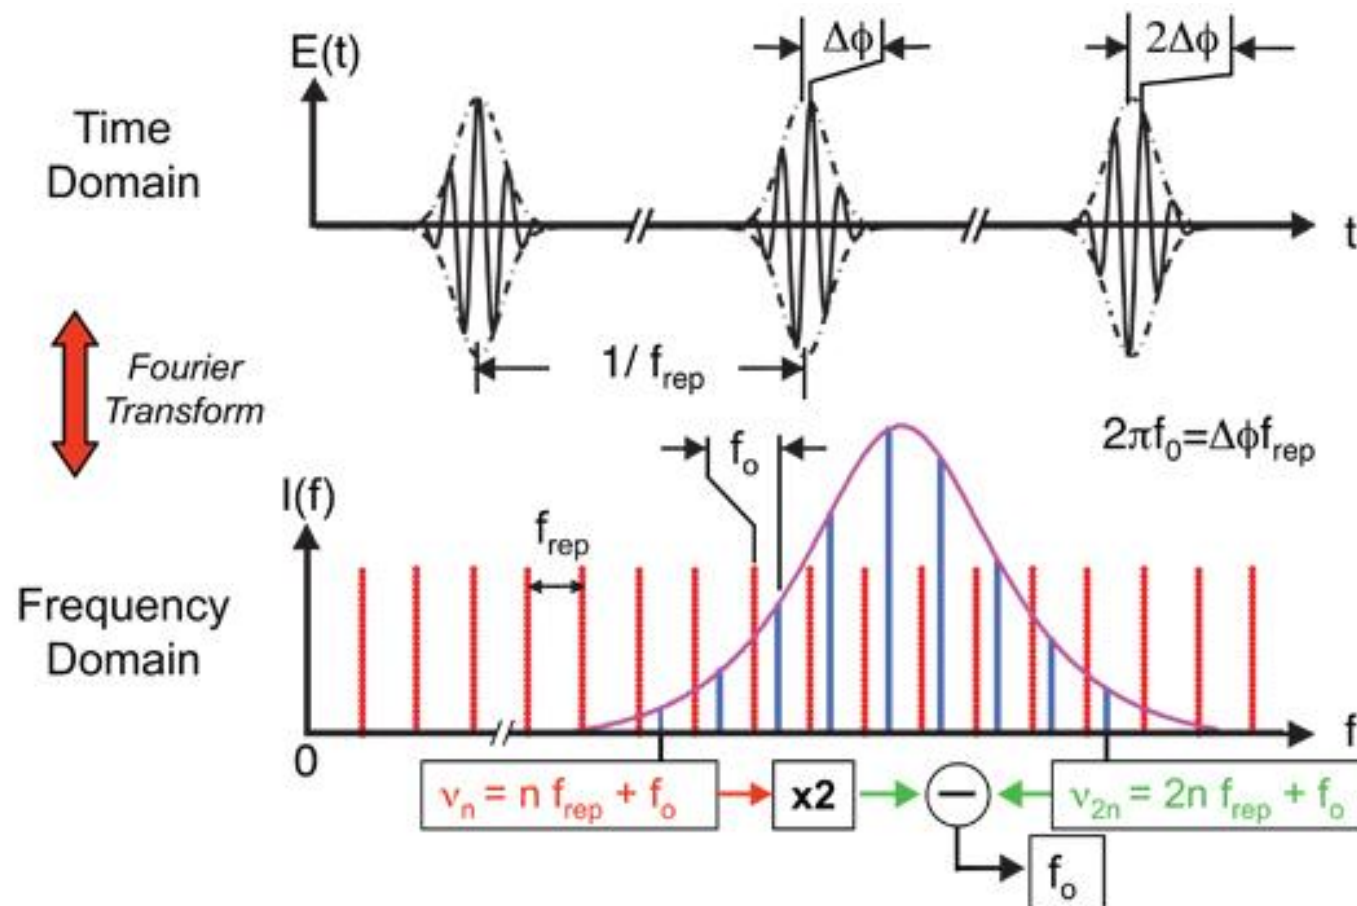 E(t)
Δϕ
2Δϕ
Time
Domain
t
1/ f_rep
Fourier
Transform
2πf_0=Δϕf_rep
f_o
I(f)
f_rep
Frequency
Domain
f
0
ν_n = n f_rep + f_o
x2
−
ν_2n = 2n f_rep + f_o
f_o